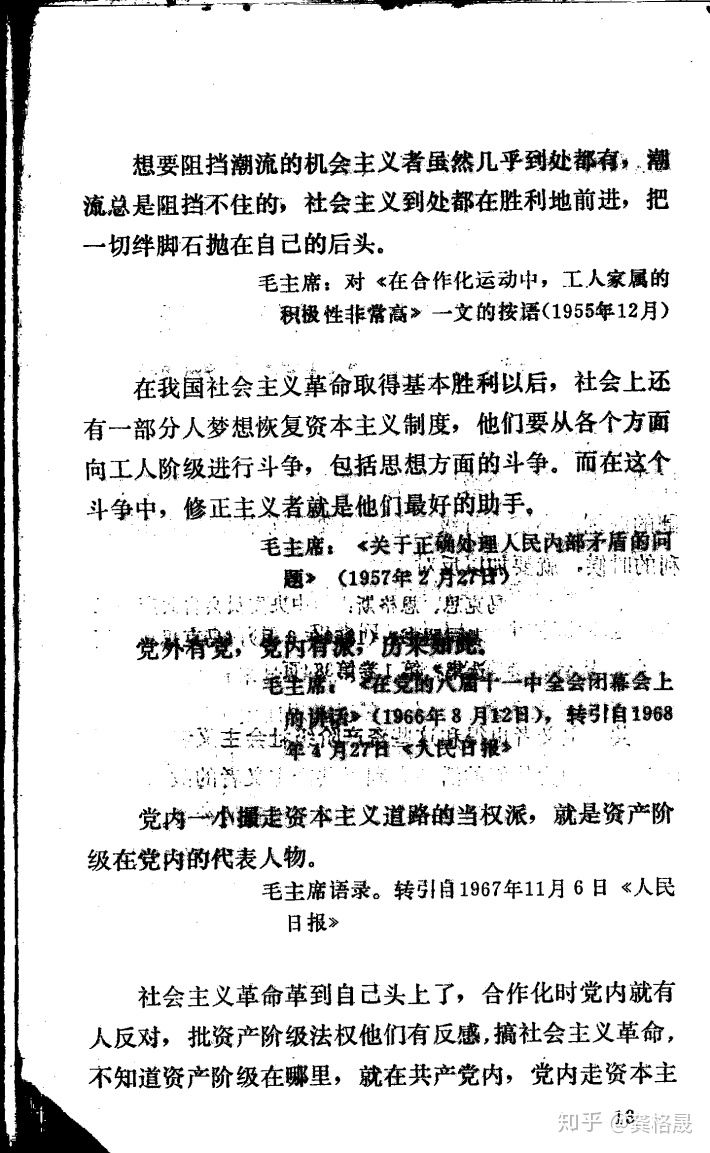 想要阻挡潮流的机会主义者虽然几乎到处都有，潮
流总是阻挡不住的，社会主义到处都在胜利地前进，把
一切绊脚石抛在自己的后头。
毛主席：对《在合作化运动中，工人家属的
积极性非常高》一文的按语(1955年12月)
在我国社会主义革命取得基本胜利以后，社会上还
有一部分人梦想恢复资本主义制度，他们要从各个方面
向工人阶级进行斗争，包括思想方面的斗争。而在这个
斗争中，修正主义者就是他们最好的助手。
毛主席：《关于正确处理人民内部矛盾的问
题》（1957年2月27日）
党外有党，党内有派，历来如此。
毛主席：《在党的八届十一中全会闭幕会上
的讲话》（1966年8月12日），转引自1968
年4月27日《人民日报》
党内一小撮走资本主义道路的当权派，就是资产阶
级在党内的代表人物。
毛主席语录。转引自1967年11月6日《人民
日报》
社会主义革命革到自己头上了，合作化时党内就有
人反对，批资产阶级法权他们有反感，搞社会主义革命，
不知道资产阶级在哪里，就在共产党内，党内走资本主
知乎 @龚格晟